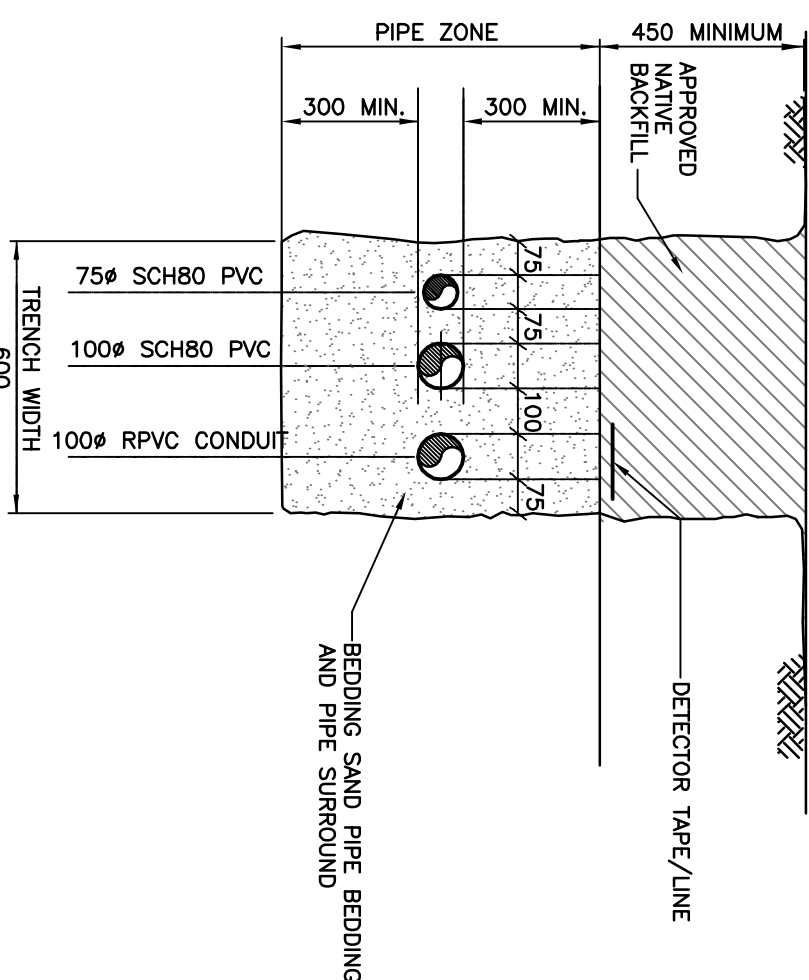 PIPE ZONE
450 MINIMUM
300 MIN.
300 MIN.
APPROVED
NATIVE
BACKFILL
75
75
100
75
75ø SCH80 PVC
100ø SCH80 PVC
100ø RPVC CONDUIT
TRENCH WIDTH
600
DETECTOR TAPE/LINE
BEDDING SAND PIPE BEDDING
AND PIPE SURROUND